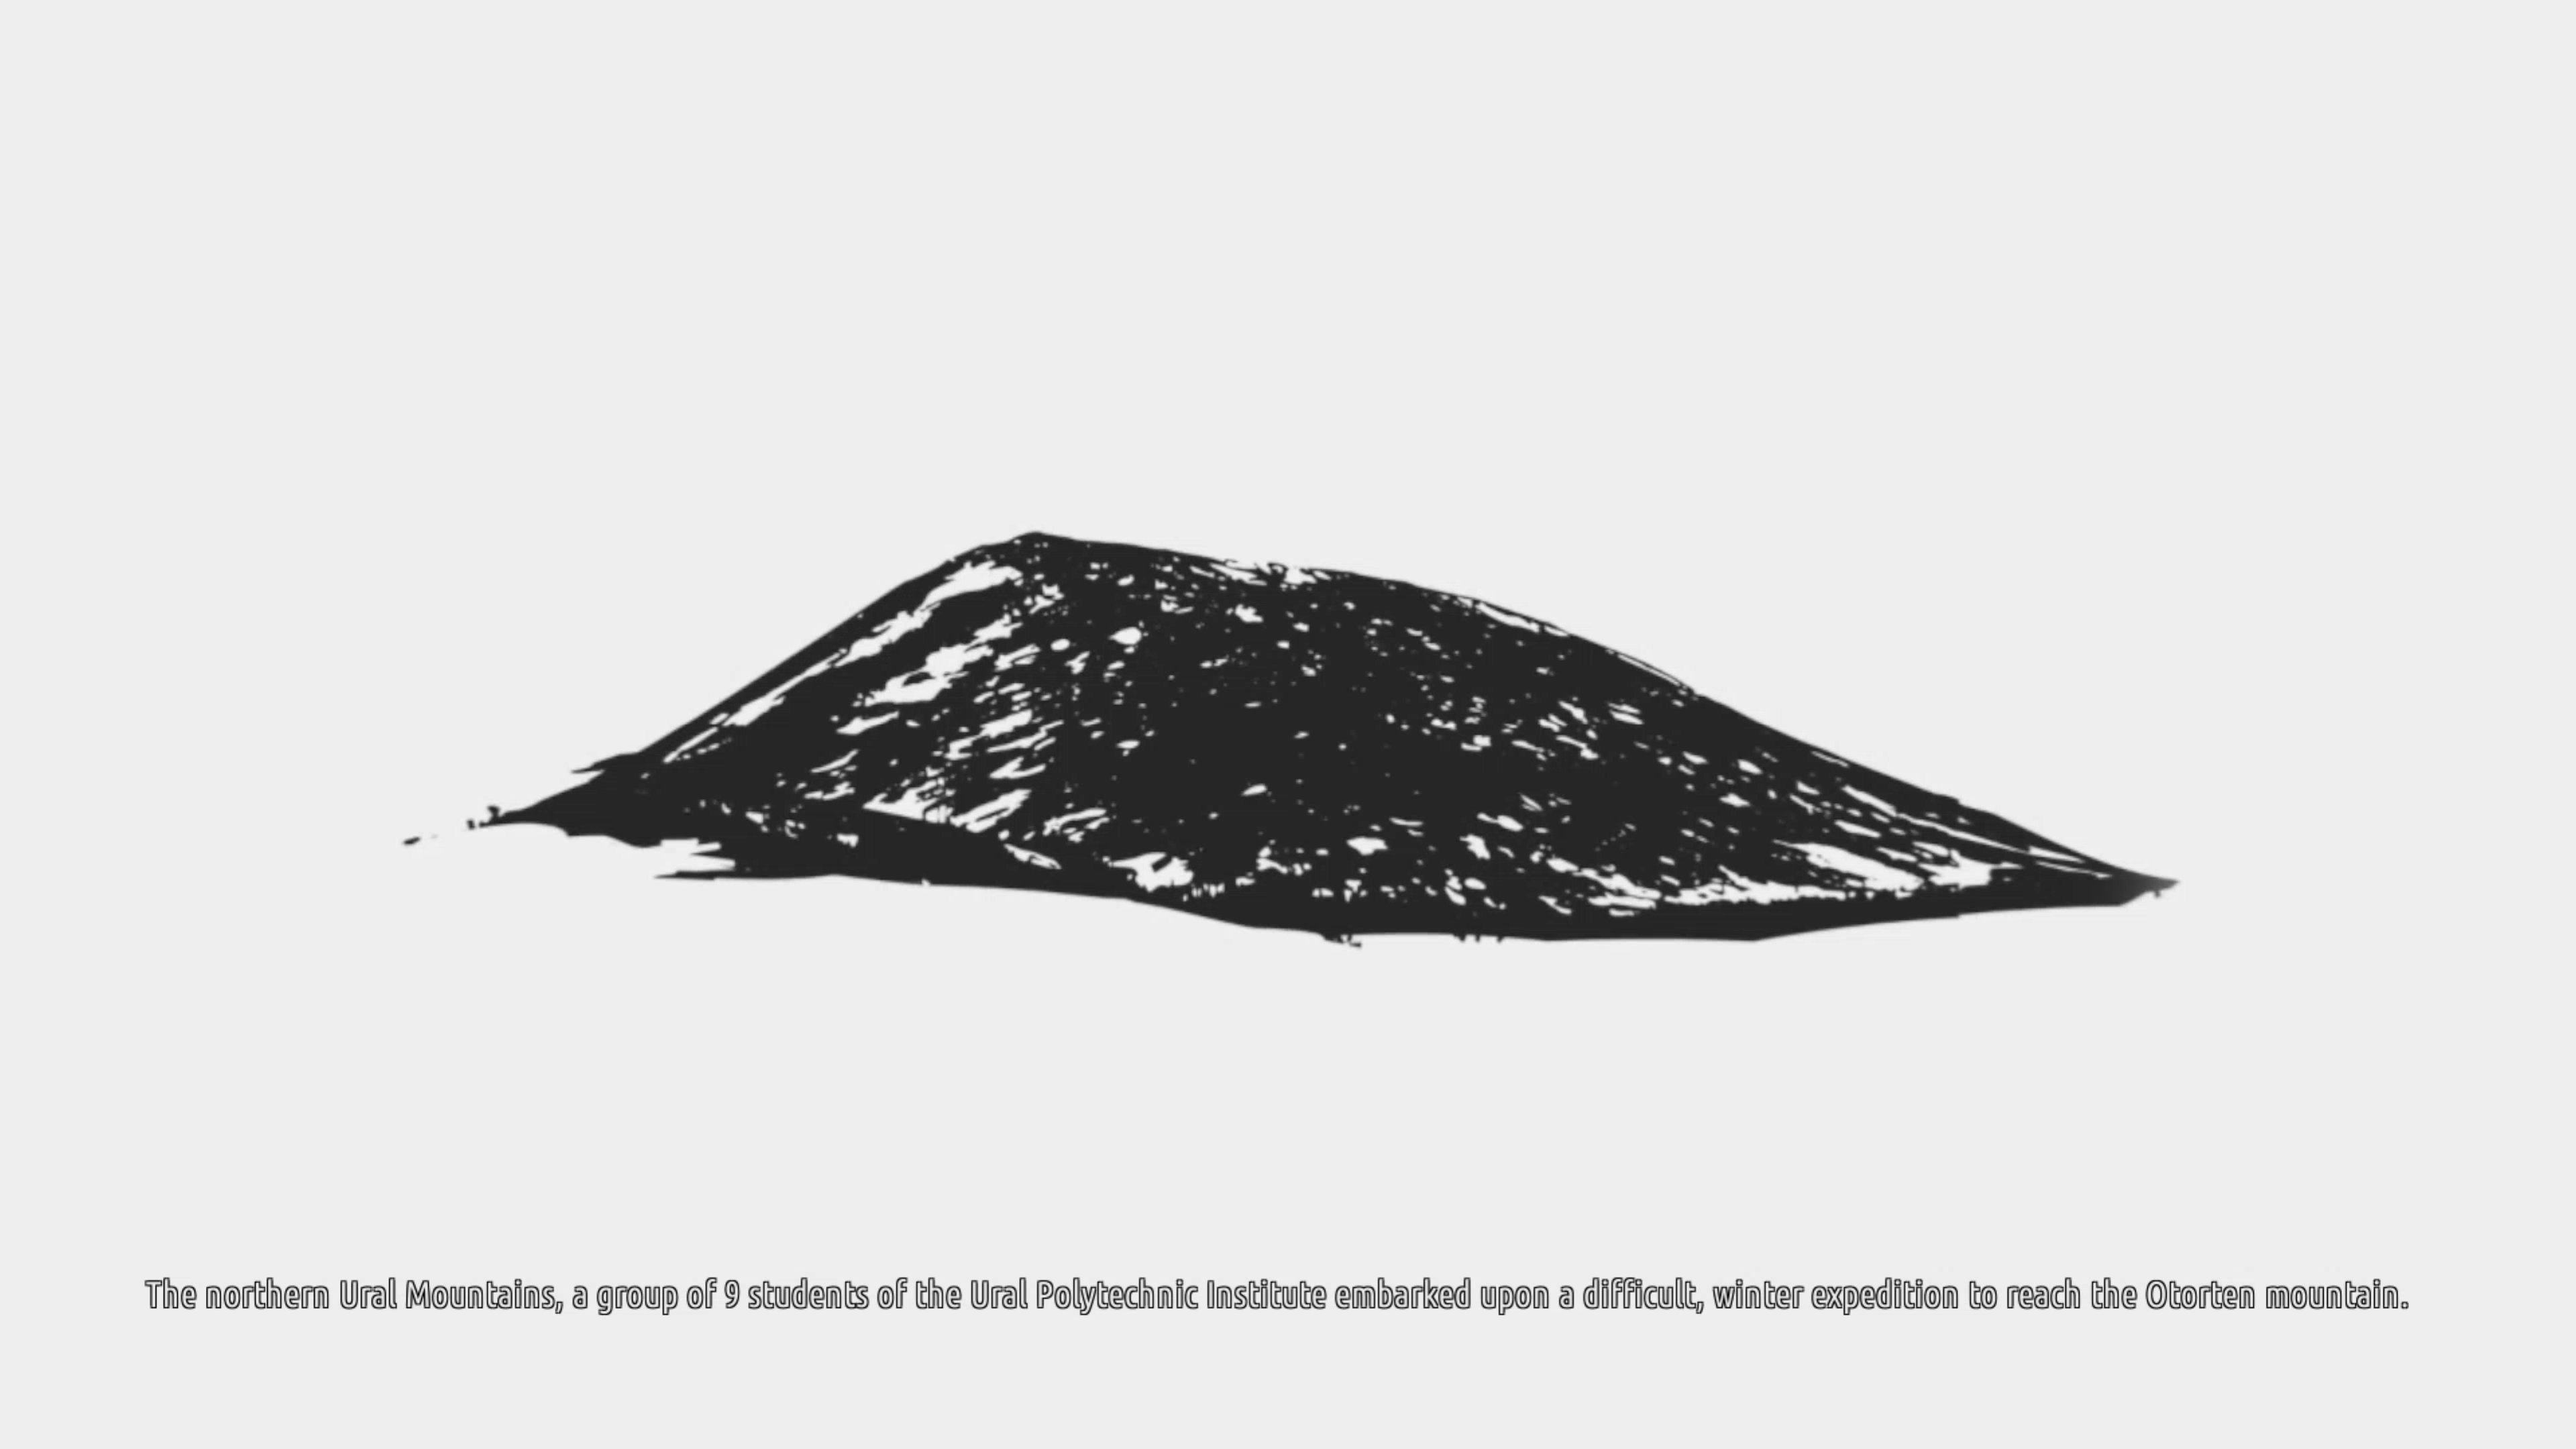 The northern Ural Mountains, a group of 9 students of the Ural Polytechnic Institute embarked upon a difficult, winter expedition to reach the Otorten mountain.